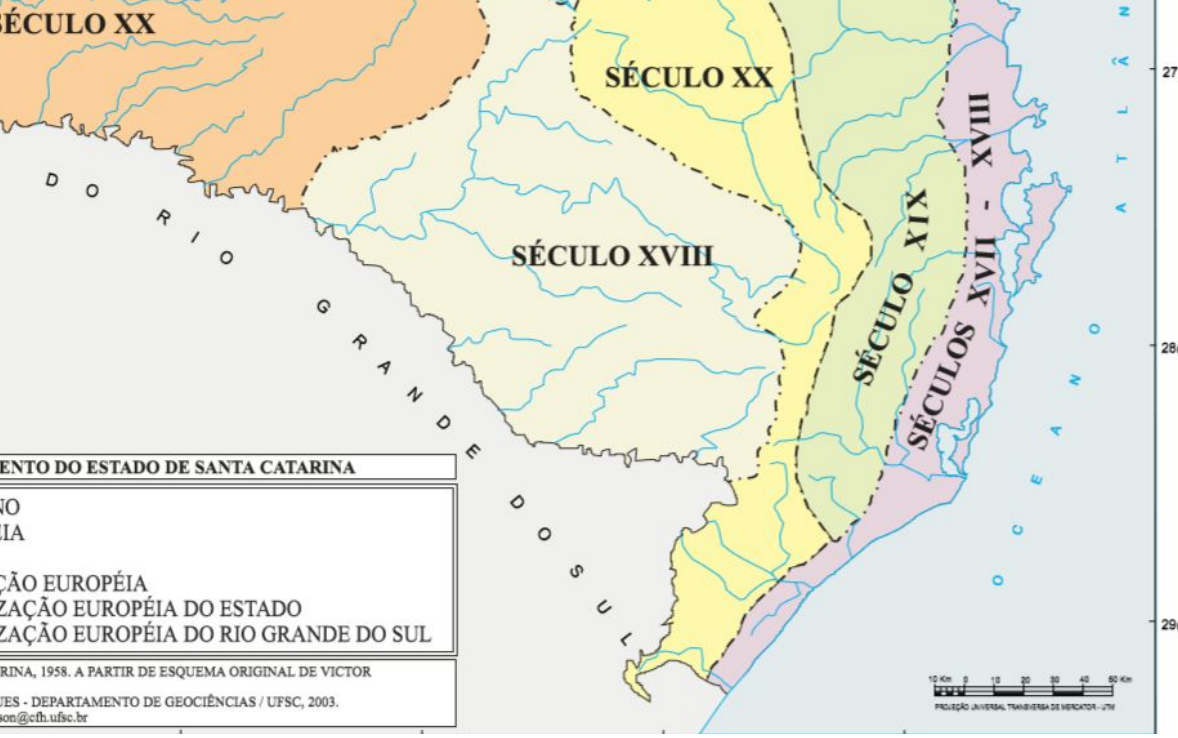 SÉCULO XX
SÉCULO XX
SÉCULO XVIII
SÉCULO XIX
SÉCULOS XVII - XVIII
DO RIO GRANDE DO SUL
OCEANO ATLÂN
27
28
29
ENTO DO ESTADO DE SANTA CATARINA
NO
IA
ÇÃO EUROPÉIA
ZAÇÃO EUROPÉIA DO ESTADO
ZAÇÃO EUROPÉIA DO RIO GRANDE DO SUL
RINA, 1958. A PARTIR DE ESQUEMA ORIGINAL DE VICTOR
UES - DEPARTAMENTO DE GEOCIÊNCIAS / UFSC, 2003.
son@cfh.ufsc.br
10 Km 0 10 20 30 40 50 Km
PROJEÇÃO UNIVERSAL TRANSVERSA DE MERCATOR - UTM